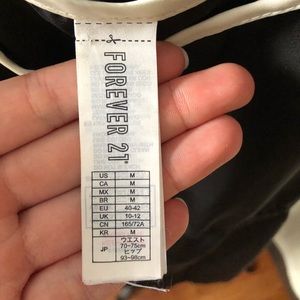 FOREVER 21
US M
CA M
MX M
BR M
EU 40-42
UK 10-12
CN 165/72A
KR M
JP ウエスト
70~75cm
ヒップ
93~98cm